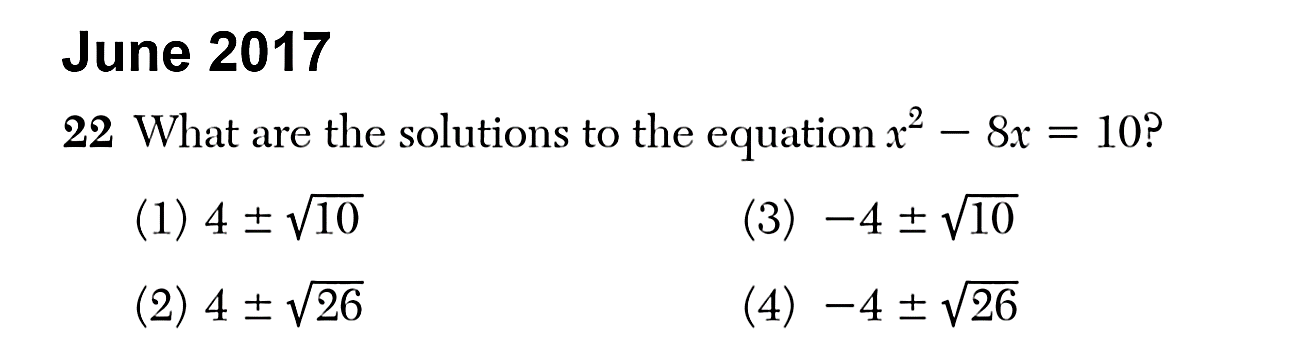 June 2017
22 What are the solutions to the equation x² − 8x = 10?
(1) 4 ± √10 (3) −4 ± √10
(2) 4 ± √26 (4) −4 ± √26